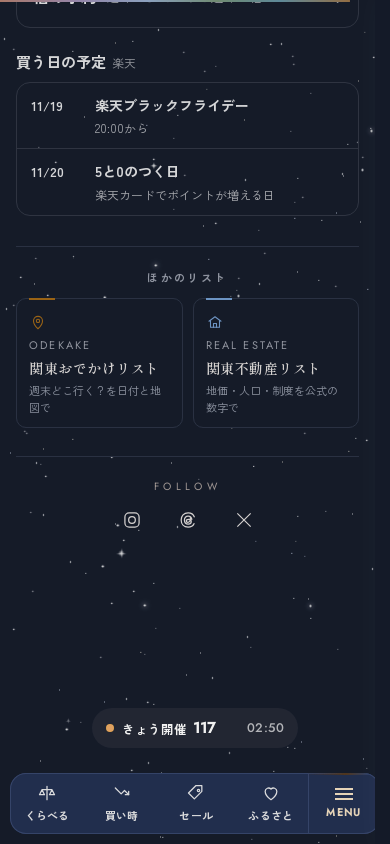 買う日の予定 楽天
11/19 楽天ブラックフライデー
20:00から
11/20 5と0のつく日
楽天カードでポイントが増える日
ほかのリスト
ODEKAKE
関東おでかけリスト
週末どこ行く？を日付と地
図で
REAL ESTATE
関東不動産リスト
地価・人口・制度を公式の
数字で
FOLLOW
きょう開催 117 02:50
くらべる 買い時 セール ふるさと MENU